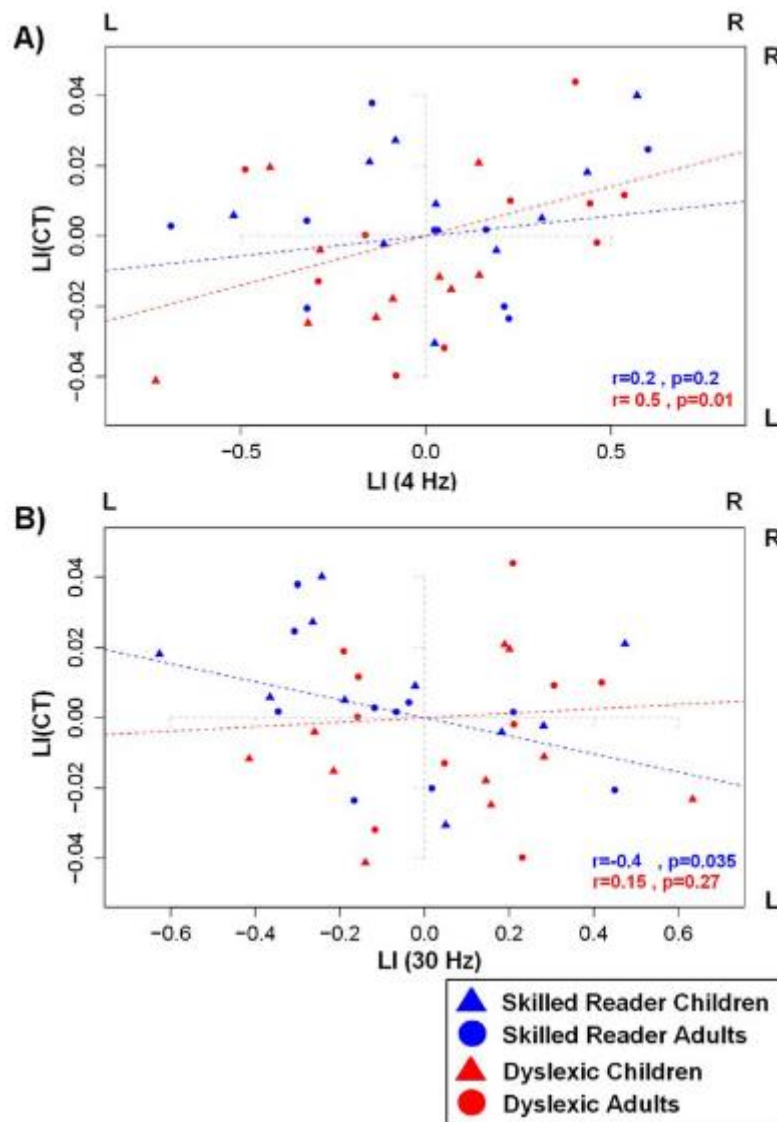 L R
A) R
LI(CT)
0.04
0.02
0.00
−0.02
−0.04
r=0.2 , p=0.2
r= 0.5 , p=0.01
L
−0.5 0.0 0.5
LI (4 Hz)
L R
B) R
LI(CT)
0.04
0.02
0.00
−0.02
−0.04
r=-0.4 , p=0.035
r=0.15 , p=0.27
L
−0.6 −0.4 −0.2 0.0 0.2 0.4 0.6
LI (30 Hz)
Skilled Reader Children
Skilled Reader Adults
Dyslexic Children
Dyslexic Adults